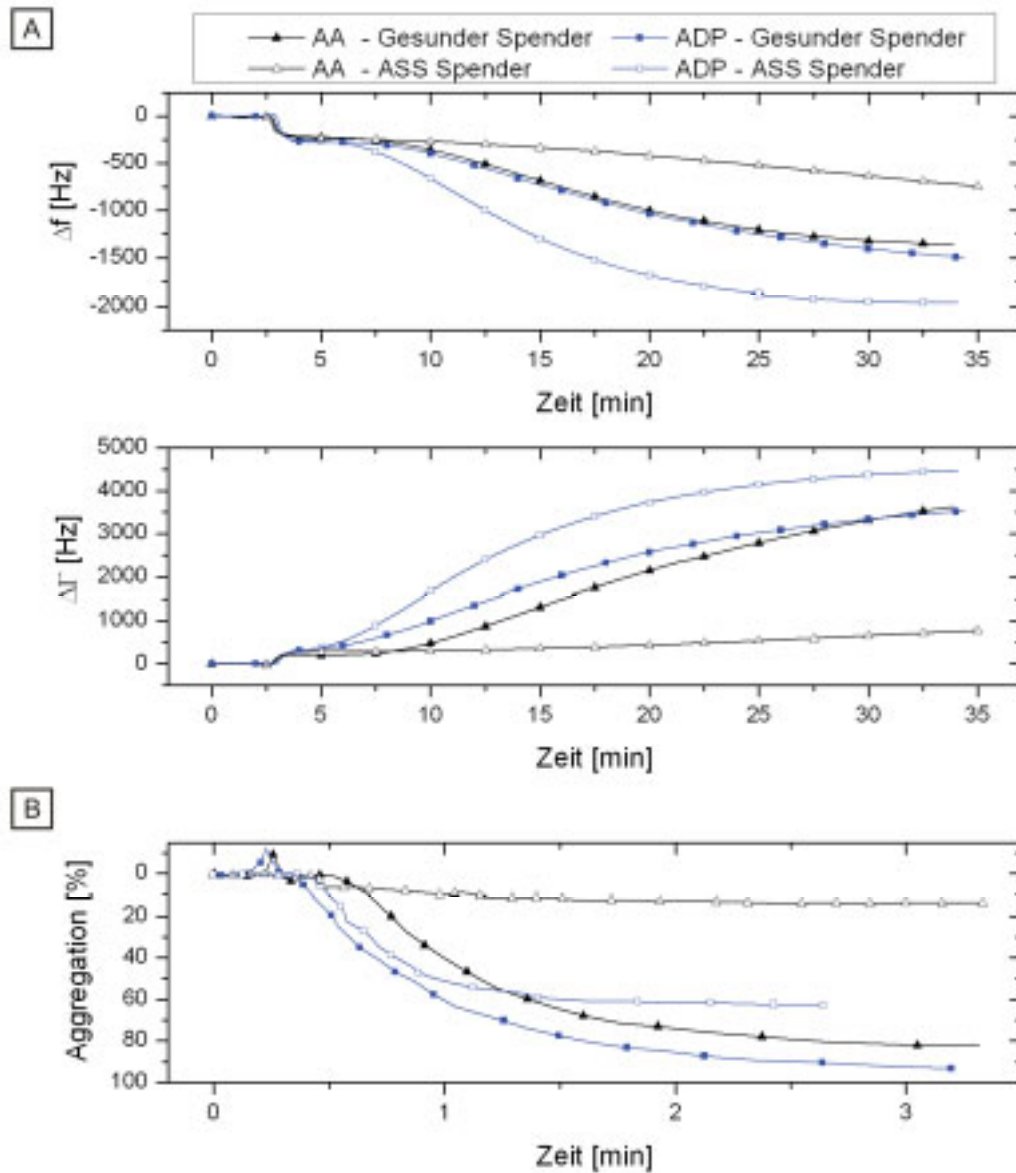 A
AA - Gesunder Spender
ADP - Gesunder Spender
AA - ASS Spender
ADP - ASS Spender
Δf [Hz]
0
-500
-1000
-1500
-2000
0 5 10 15 20 25 30 35
Zeit [min]
ΔΓ [Hz]
5000
4000
3000
2000
1000
0
0 5 10 15 20 25 30 35
Zeit [min]
B
Aggregation [%]
0
20
40
60
80
100
0 1 2 3
Zeit [min]